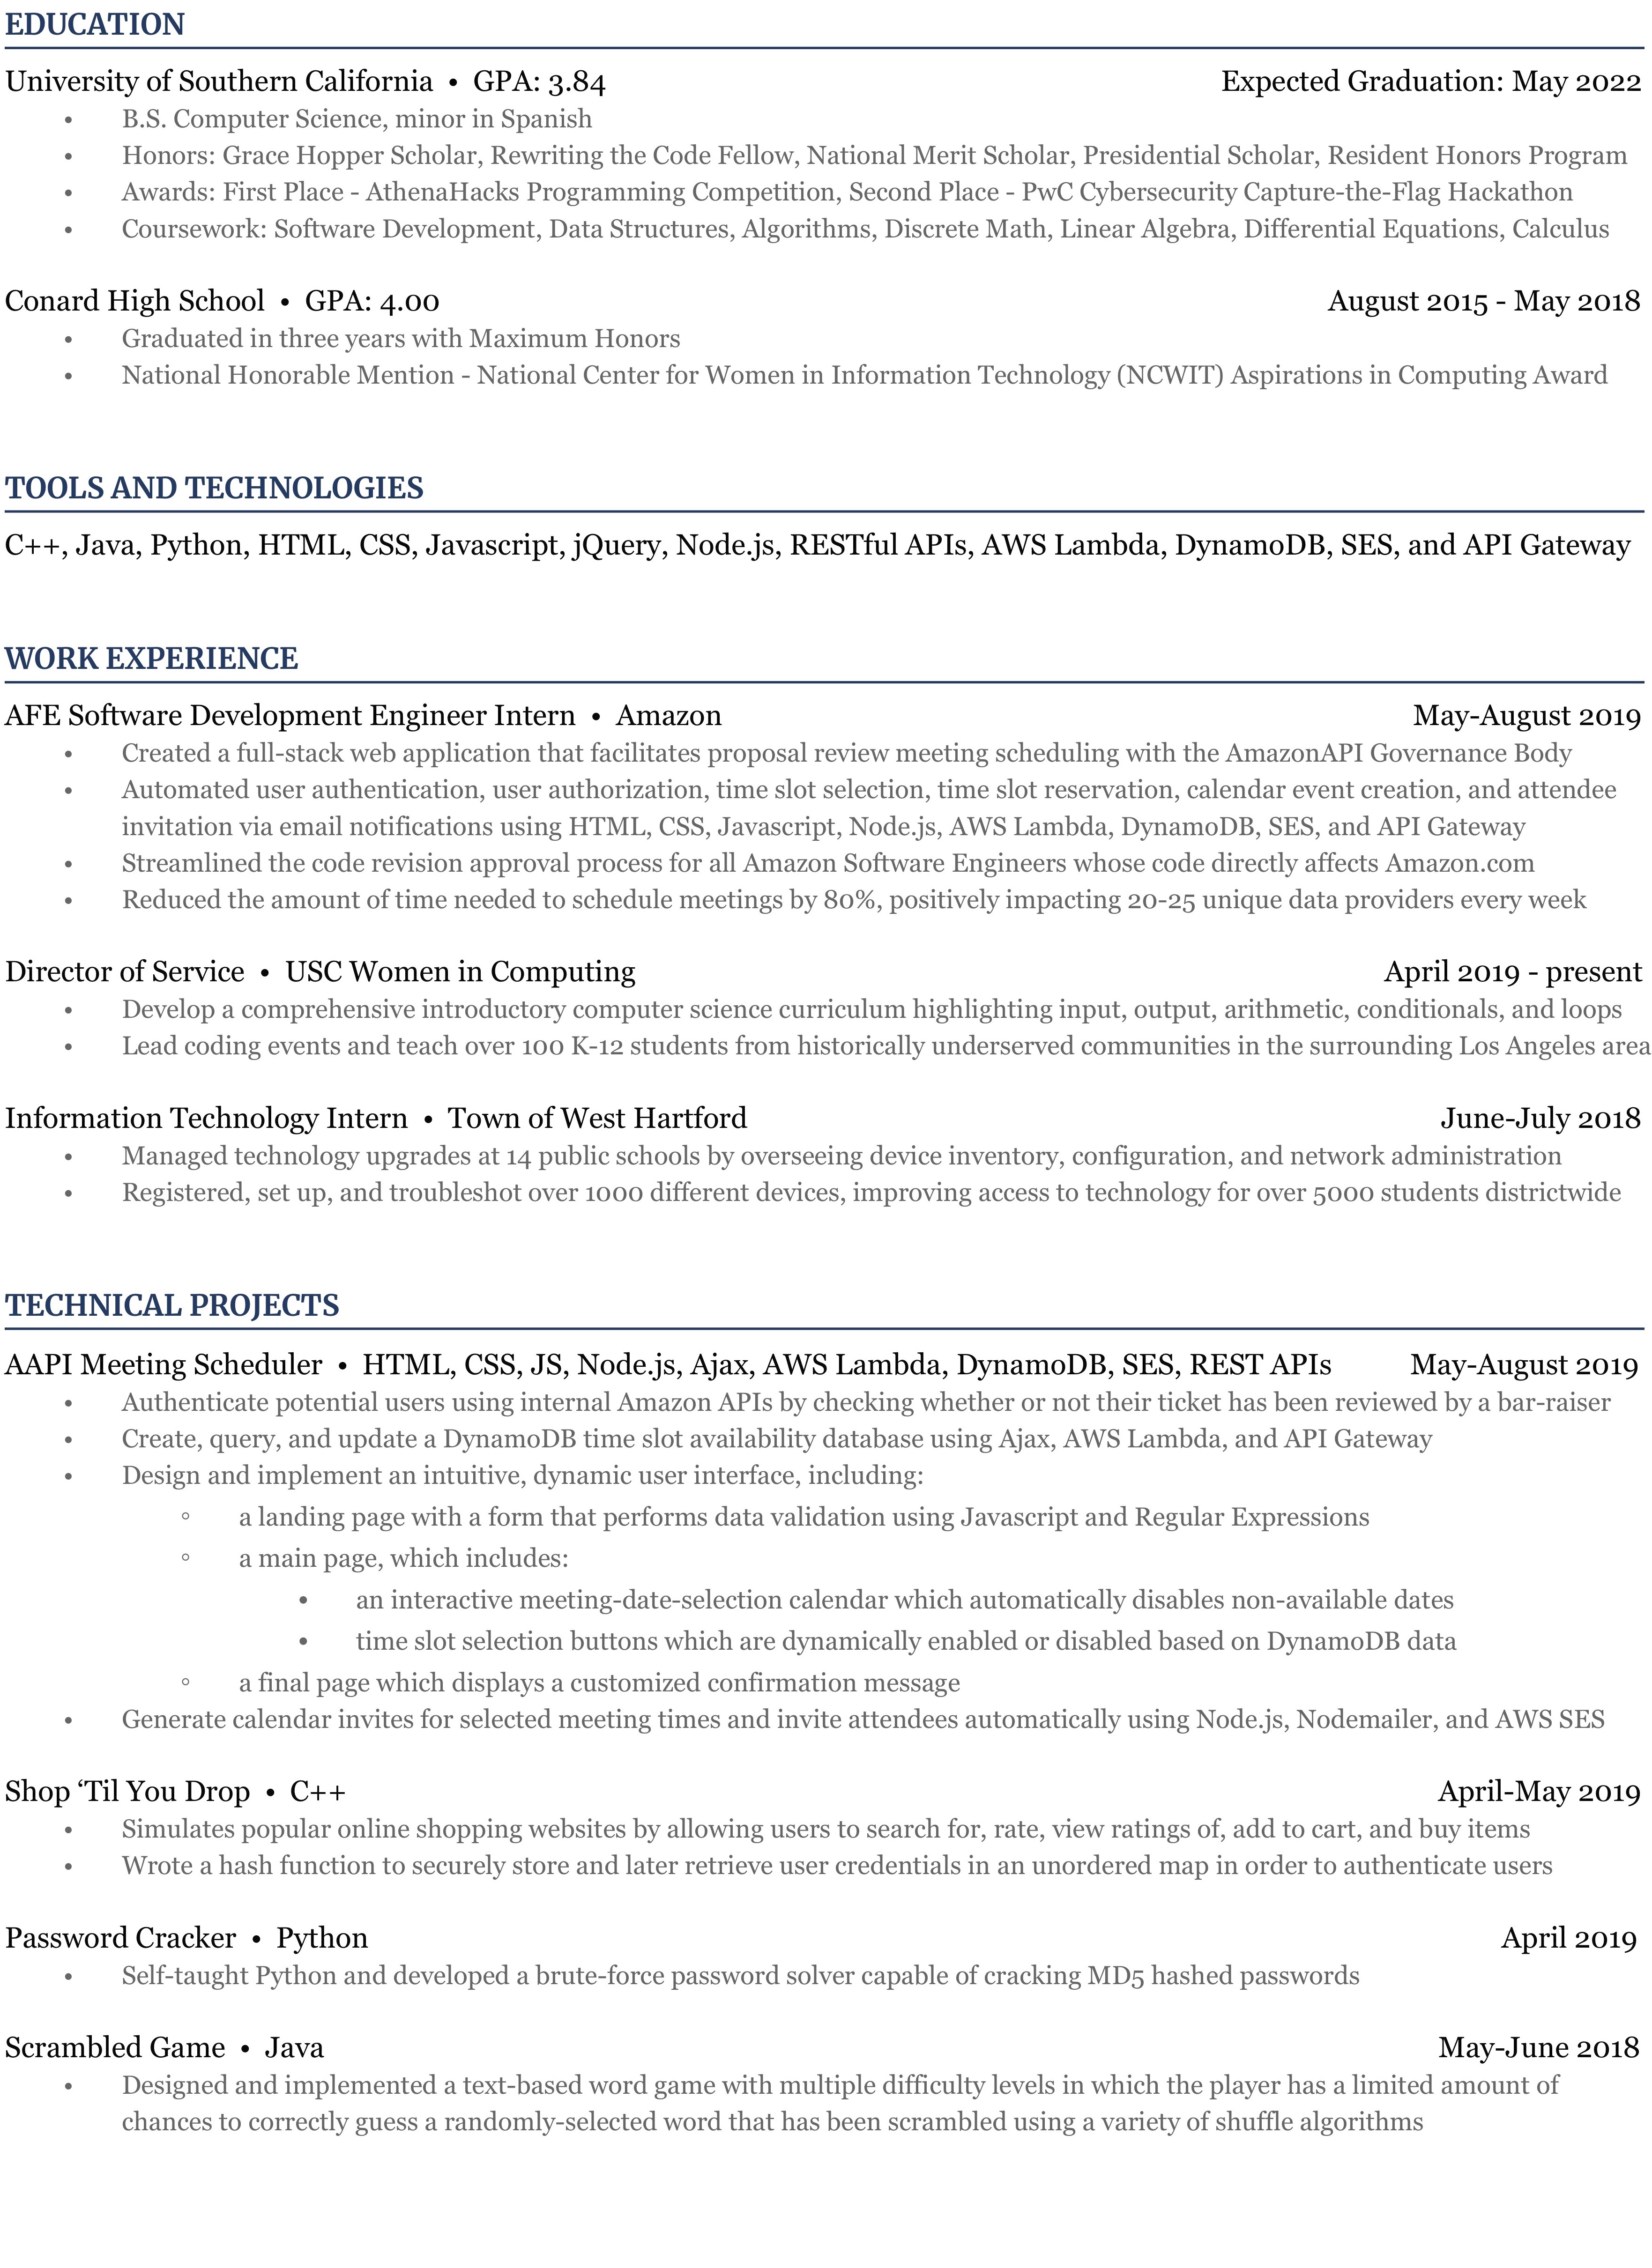 EDUCATION
University of Southern California • GPA: 3.84 Expected Graduation: May 2022
• B.S. Computer Science, minor in Spanish
• Honors: Grace Hopper Scholar, Rewriting the Code Fellow, National Merit Scholar, Presidential Scholar, Resident Honors Program
• Awards: First Place - AthenaHacks Programming Competition, Second Place - PwC Cybersecurity Capture-the-Flag Hackathon
• Coursework: Software Development, Data Structures, Algorithms, Discrete Math, Linear Algebra, Differential Equations, Calculus
Conard High School • GPA: 4.00 August 2015 - May 2018
• Graduated in three years with Maximum Honors
• National Honorable Mention - National Center for Women in Information Technology (NCWIT) Aspirations in Computing Award
TOOLS AND TECHNOLOGIES
C++, Java, Python, HTML, CSS, Javascript, jQuery, Node.js, RESTful APIs, AWS Lambda, DynamoDB, SES, and API Gateway
WORK EXPERIENCE
AFE Software Development Engineer Intern • Amazon May-August 2019
• Created a full-stack web application that facilitates proposal review meeting scheduling with the AmazonAPI Governance Body
• Automated user authentication, user authorization, time slot selection, time slot reservation, calendar event creation, and attendee
invitation via email notifications using HTML, CSS, Javascript, Node.js, AWS Lambda, DynamoDB, SES, and API Gateway
• Streamlined the code revision approval process for all Amazon Software Engineers whose code directly affects Amazon.com
• Reduced the amount of time needed to schedule meetings by 80%, positively impacting 20-25 unique data providers every week
Director of Service • USC Women in Computing April 2019 - present
• Develop a comprehensive introductory computer science curriculum highlighting input, output, arithmetic, conditionals, and loops
• Lead coding events and teach over 100 K-12 students from historically underserved communities in the surrounding Los Angeles area
Information Technology Intern • Town of West Hartford June-July 2018
• Managed technology upgrades at 14 public schools by overseeing device inventory, configuration, and network administration
• Registered, set up, and troubleshot over 1000 different devices, improving access to technology for over 5000 students districtwide
TECHNICAL PROJECTS
AAPI Meeting Scheduler • HTML, CSS, JS, Node.js, Ajax, AWS Lambda, DynamoDB, SES, REST APIs May-August 2019
• Authenticate potential users using internal Amazon APIs by checking whether or not their ticket has been reviewed by a bar-raiser
• Create, query, and update a DynamoDB time slot availability database using Ajax, AWS Lambda, and API Gateway
• Design and implement an intuitive, dynamic user interface, including:
◦ a landing page with a form that performs data validation using Javascript and Regular Expressions
◦ a main page, which includes:
• an interactive meeting-date-selection calendar which automatically disables non-available dates
• time slot selection buttons which are dynamically enabled or disabled based on DynamoDB data
◦ a final page which displays a customized confirmation message
• Generate calendar invites for selected meeting times and invite attendees automatically using Node.js, Nodemailer, and AWS SES
Shop ‘Til You Drop • C++ April-May 2019
• Simulates popular online shopping websites by allowing users to search for, rate, view ratings of, add to cart, and buy items
• Wrote a hash function to securely store and later retrieve user credentials in an unordered map in order to authenticate users
Password Cracker • Python April 2019
• Self-taught Python and developed a brute-force password solver capable of cracking MD5 hashed passwords
Scrambled Game • Java May-June 2018
• Designed and implemented a text-based word game with multiple difficulty levels in which the player has a limited amount of
chances to correctly guess a randomly-selected word that has been scrambled using a variety of shuffle algorithms